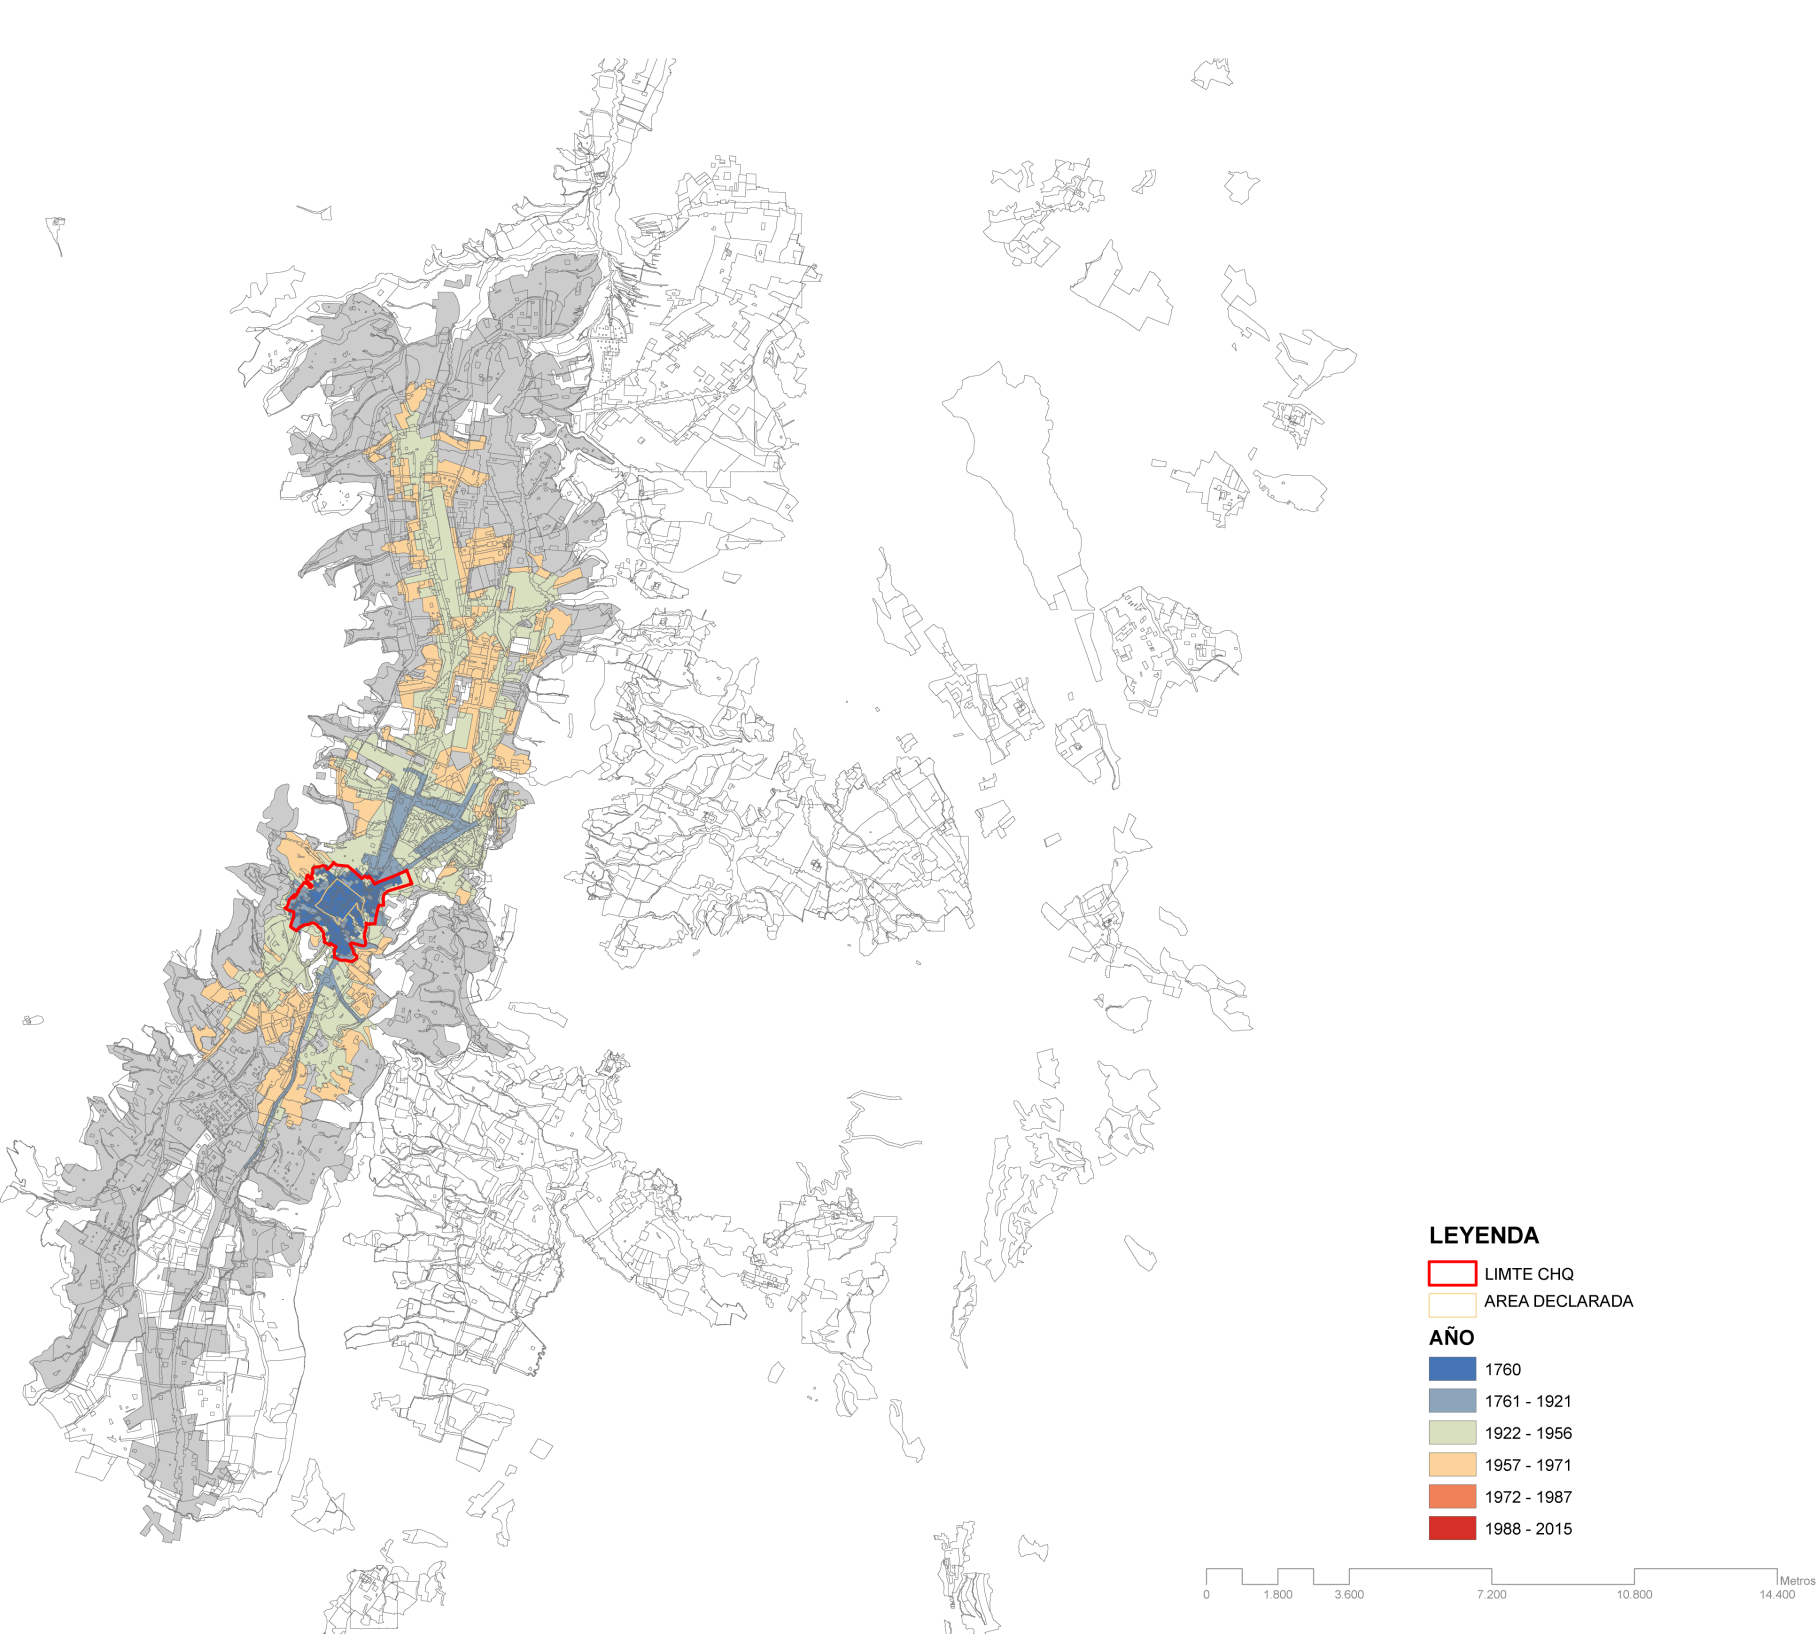 LEYENDA
LIMTE CHQ
AREA DECLARADA
AÑO
1760
1761 - 1921
1922 - 1956
1957 - 1971
1972 - 1987
1988 - 2015
Metros
0 1.800 3.600 7.200 10.800 14.400